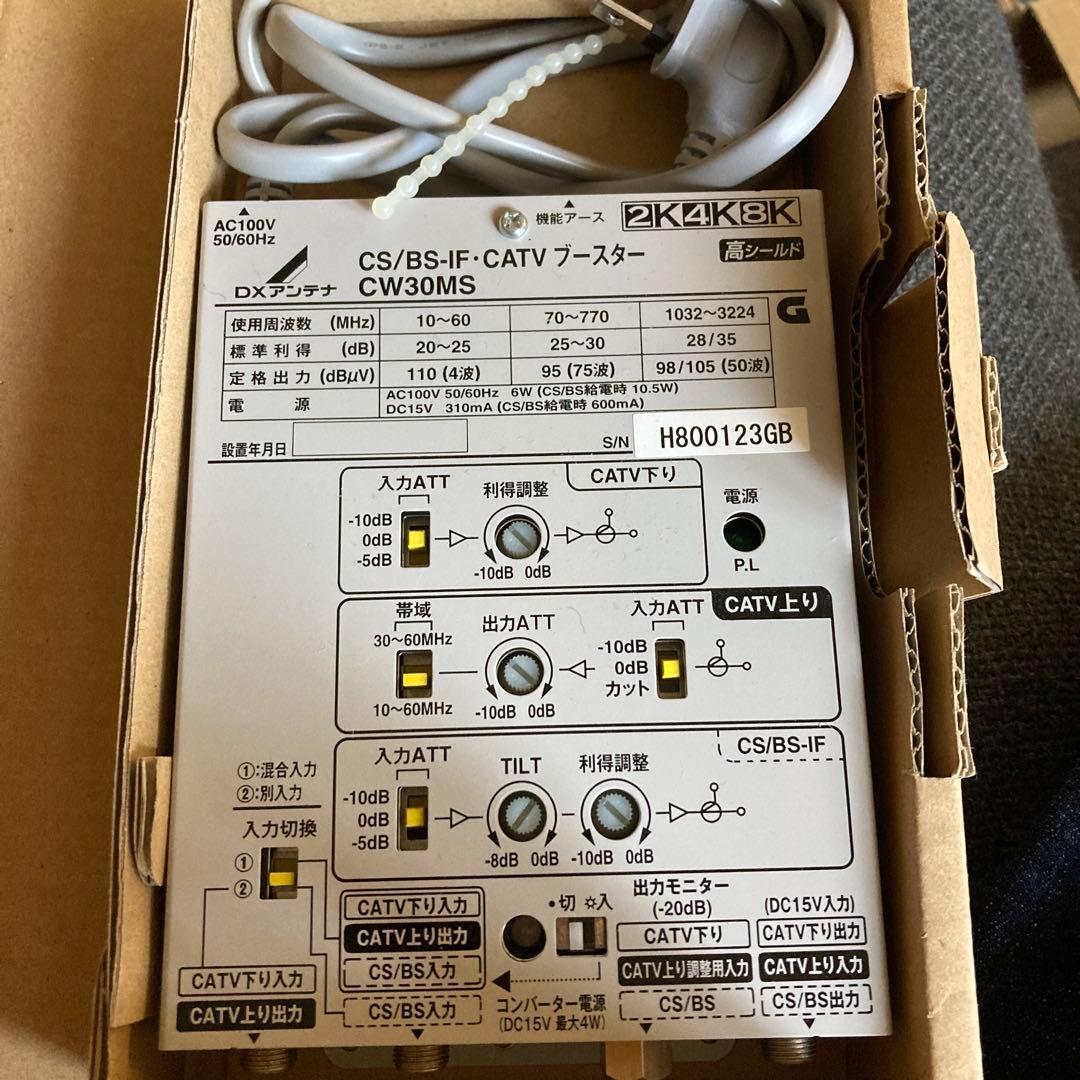 AC100V
50/60Hz
機能アース
2K4K8K
高シールド
DXアンテナ
CS/BS-IF・CATV ブースター
CW30MS
G
使用周波数 (MHz) 10〜60 70〜770 1032〜3224
標準利得 (dB) 20〜25 25〜30 28/35
定格出力 (dBμV) 110 (4波) 95 (75波) 98/105 (50波)
電源 AC100V 50/60Hz 6W (CS/BS給電時 10.5W)
DC15V 310mA (CS/BS給電時 600mA)
設置年月日
S/N H800123GB
CATV下り
入力ATT
利得調整
-10dB
0dB
-5dB
-10dB 0dB
電源
P.L
CATV上り
帯域
30〜60MHz
10〜60MHz
出力ATT
-10dB 0dB
入力ATT
-10dB
0dB
カット
CS/BS-IF
入力ATT
-10dB
0dB
-5dB
TILT
-8dB 0dB
利得調整
-10dB 0dB
①:混合入力
②:別入力
入力切換
①
②
CATV下り入力
CATV上り出力
CATV下り入力
CATV上り出力
CS/BS入力
CS/BS入力
切 入
コンバーター電源
(DC15V 最大4W)
出力モニター
(-20dB)
CATV下り
CATV上り調整用入力
CS/BS
(DC15V入力)
CATV下り出力
CATV上り入力
CS/BS出力